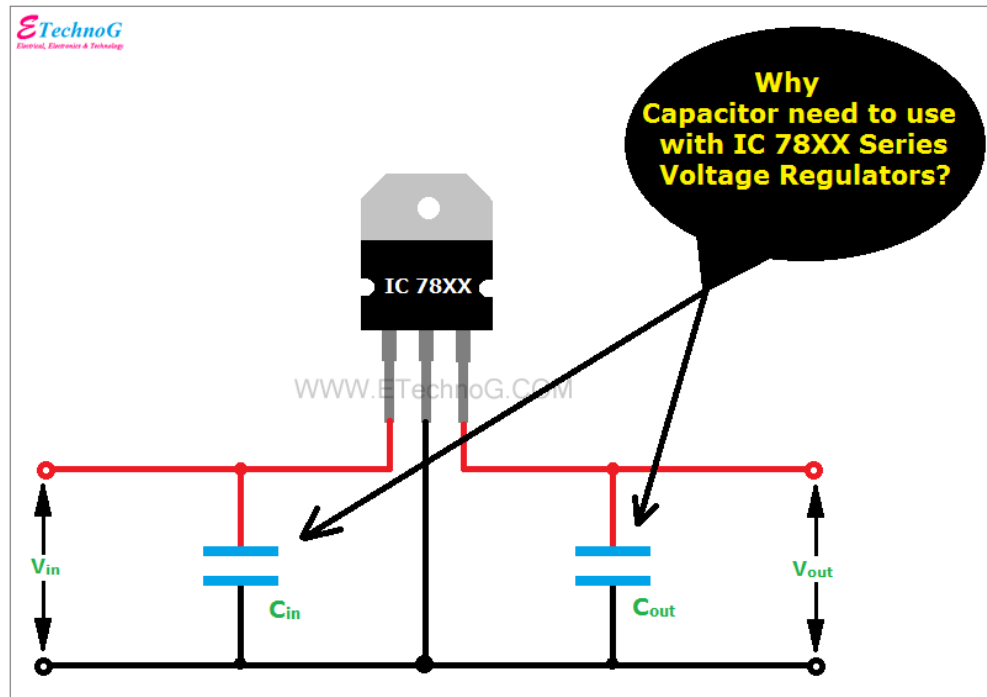 ETechnoG
Electrical, Electronics & Technology
Why
Capacitor need to use
with IC 78XX Series
Voltage Regulators?
IC 78XX
WWW.ETechnoG.COM
Vin
Cin
Cout
Vout